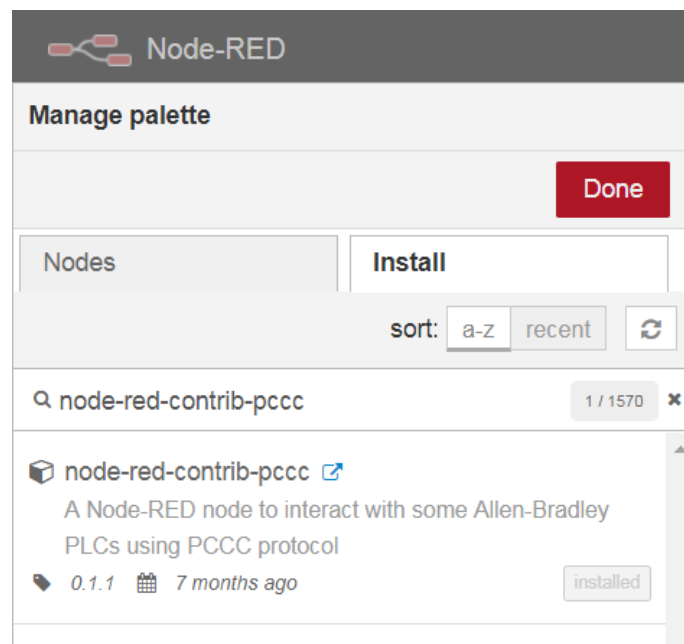 Node-RED
Manage palette
Done
Nodes Install
sort: a-z recent
node-red-contrib-pccc 1 / 1570
node-red-contrib-pccc
A Node-RED node to interact with some Allen-Bradley
PLCs using PCCC protocol
0.1.1 7 months ago installed